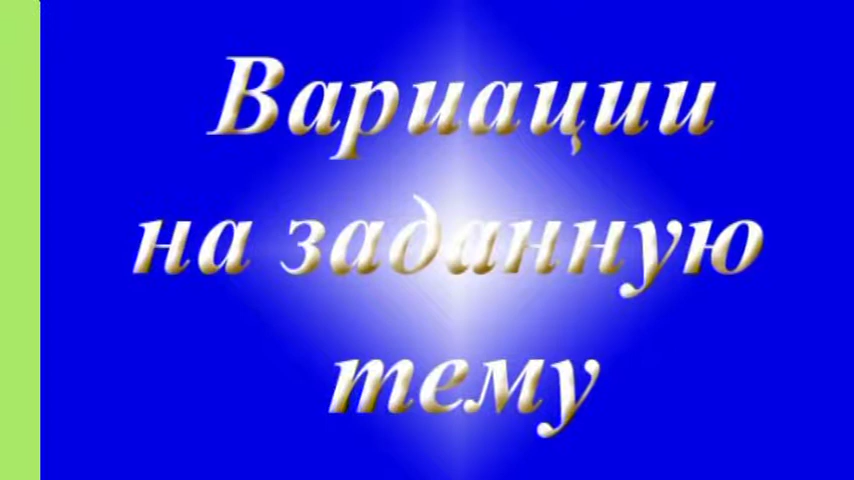 Вариации
на заданную
тему